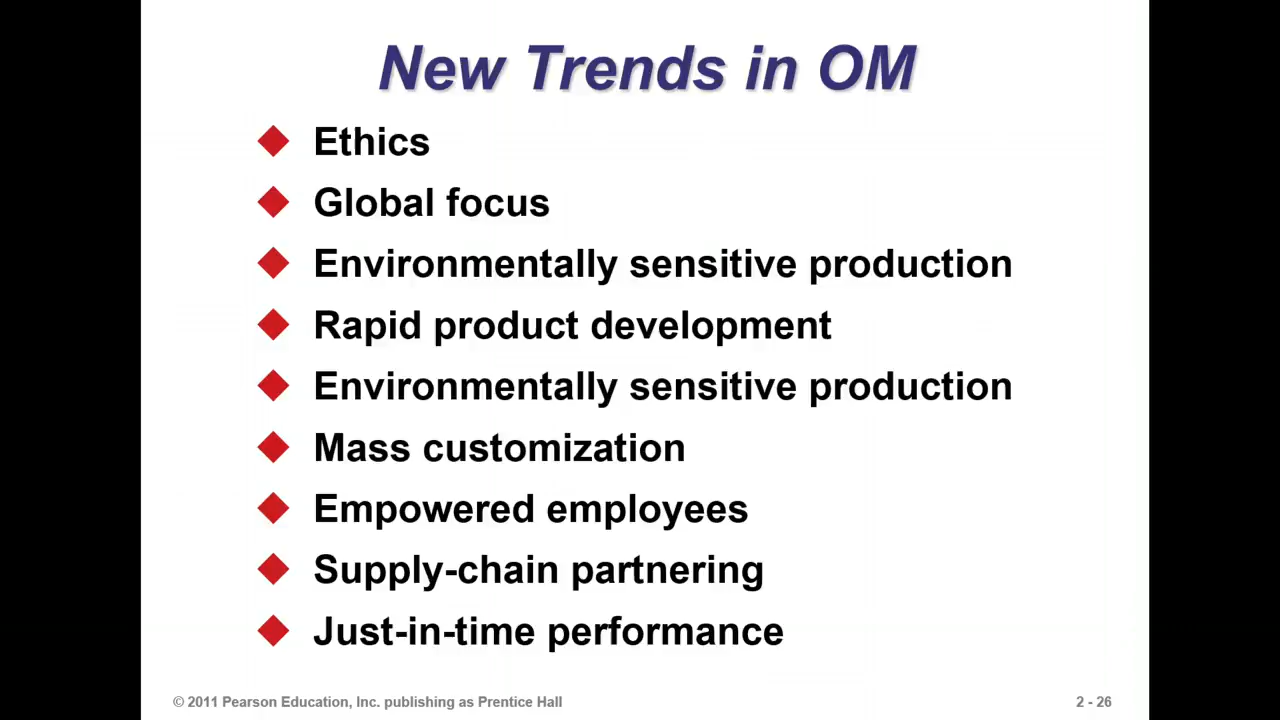 New Trends in OM
Ethics
Global focus
Environmentally sensitive production
Rapid product development
Environmentally sensitive production
Mass customization
Empowered employees
Supply-chain partnering
Just-in-time performance
© 2011 Pearson Education, Inc. publishing as Prentice Hall
2 - 26